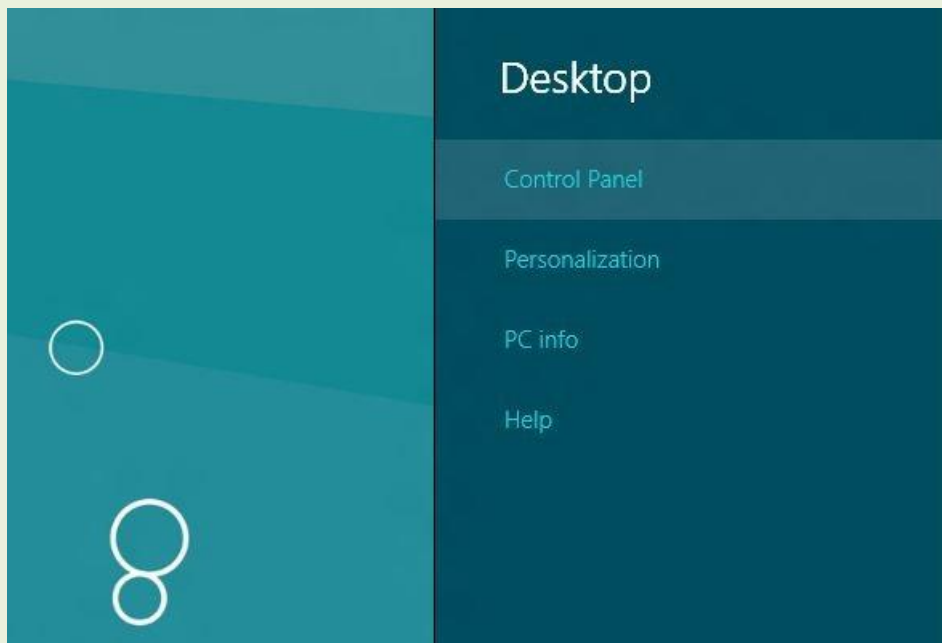 Desktop
Control Panel
Personalization
PC info
Help